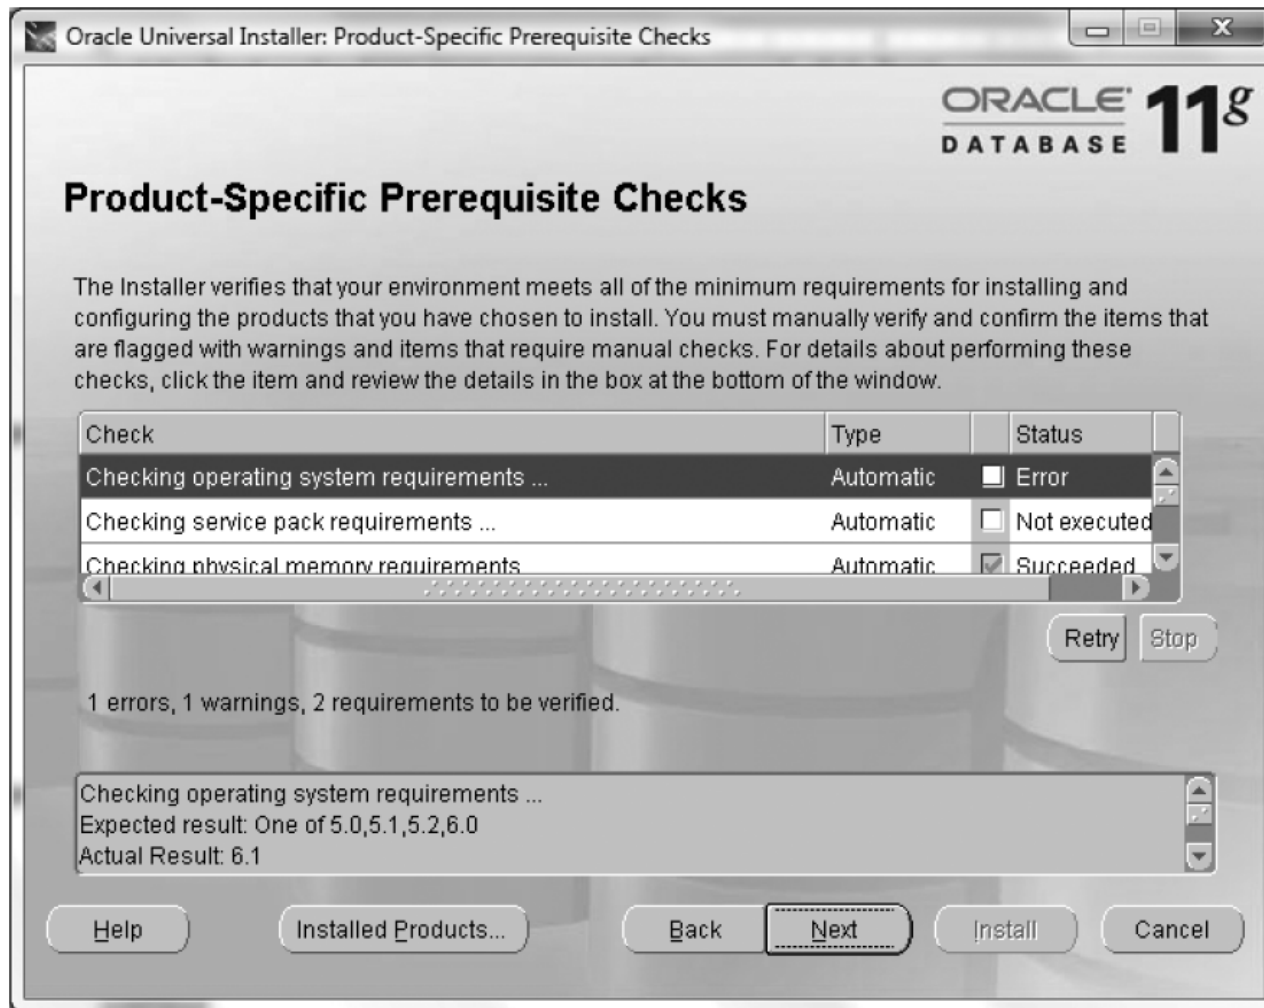 Oracle Universal Installer: Product-Specific Prerequisite Checks
ORACLE 11g
DATABASE
Product-Specific Prerequisite Checks
The Installer verifies that your environment meets all of the minimum requirements for installing and
configuring the products that you have chosen to install. You must manually verify and confirm the items that
are flagged with warnings and items that require manual checks. For details about performing these
checks, click the item and review the details in the box at the bottom of the window.
Check Type Status
Checking operating system requirements ... Automatic Error
Checking service pack requirements ... Automatic Not executed
Checking physical memory requirements Automatic Succeeded
Retry Stop
1 errors, 1 warnings, 2 requirements to be verified.
Checking operating system requirements ...
Expected result: One of 5.0,5.1,5.2,6.0
Actual Result: 6.1
Help Installed Products... Back Next Install Cancel